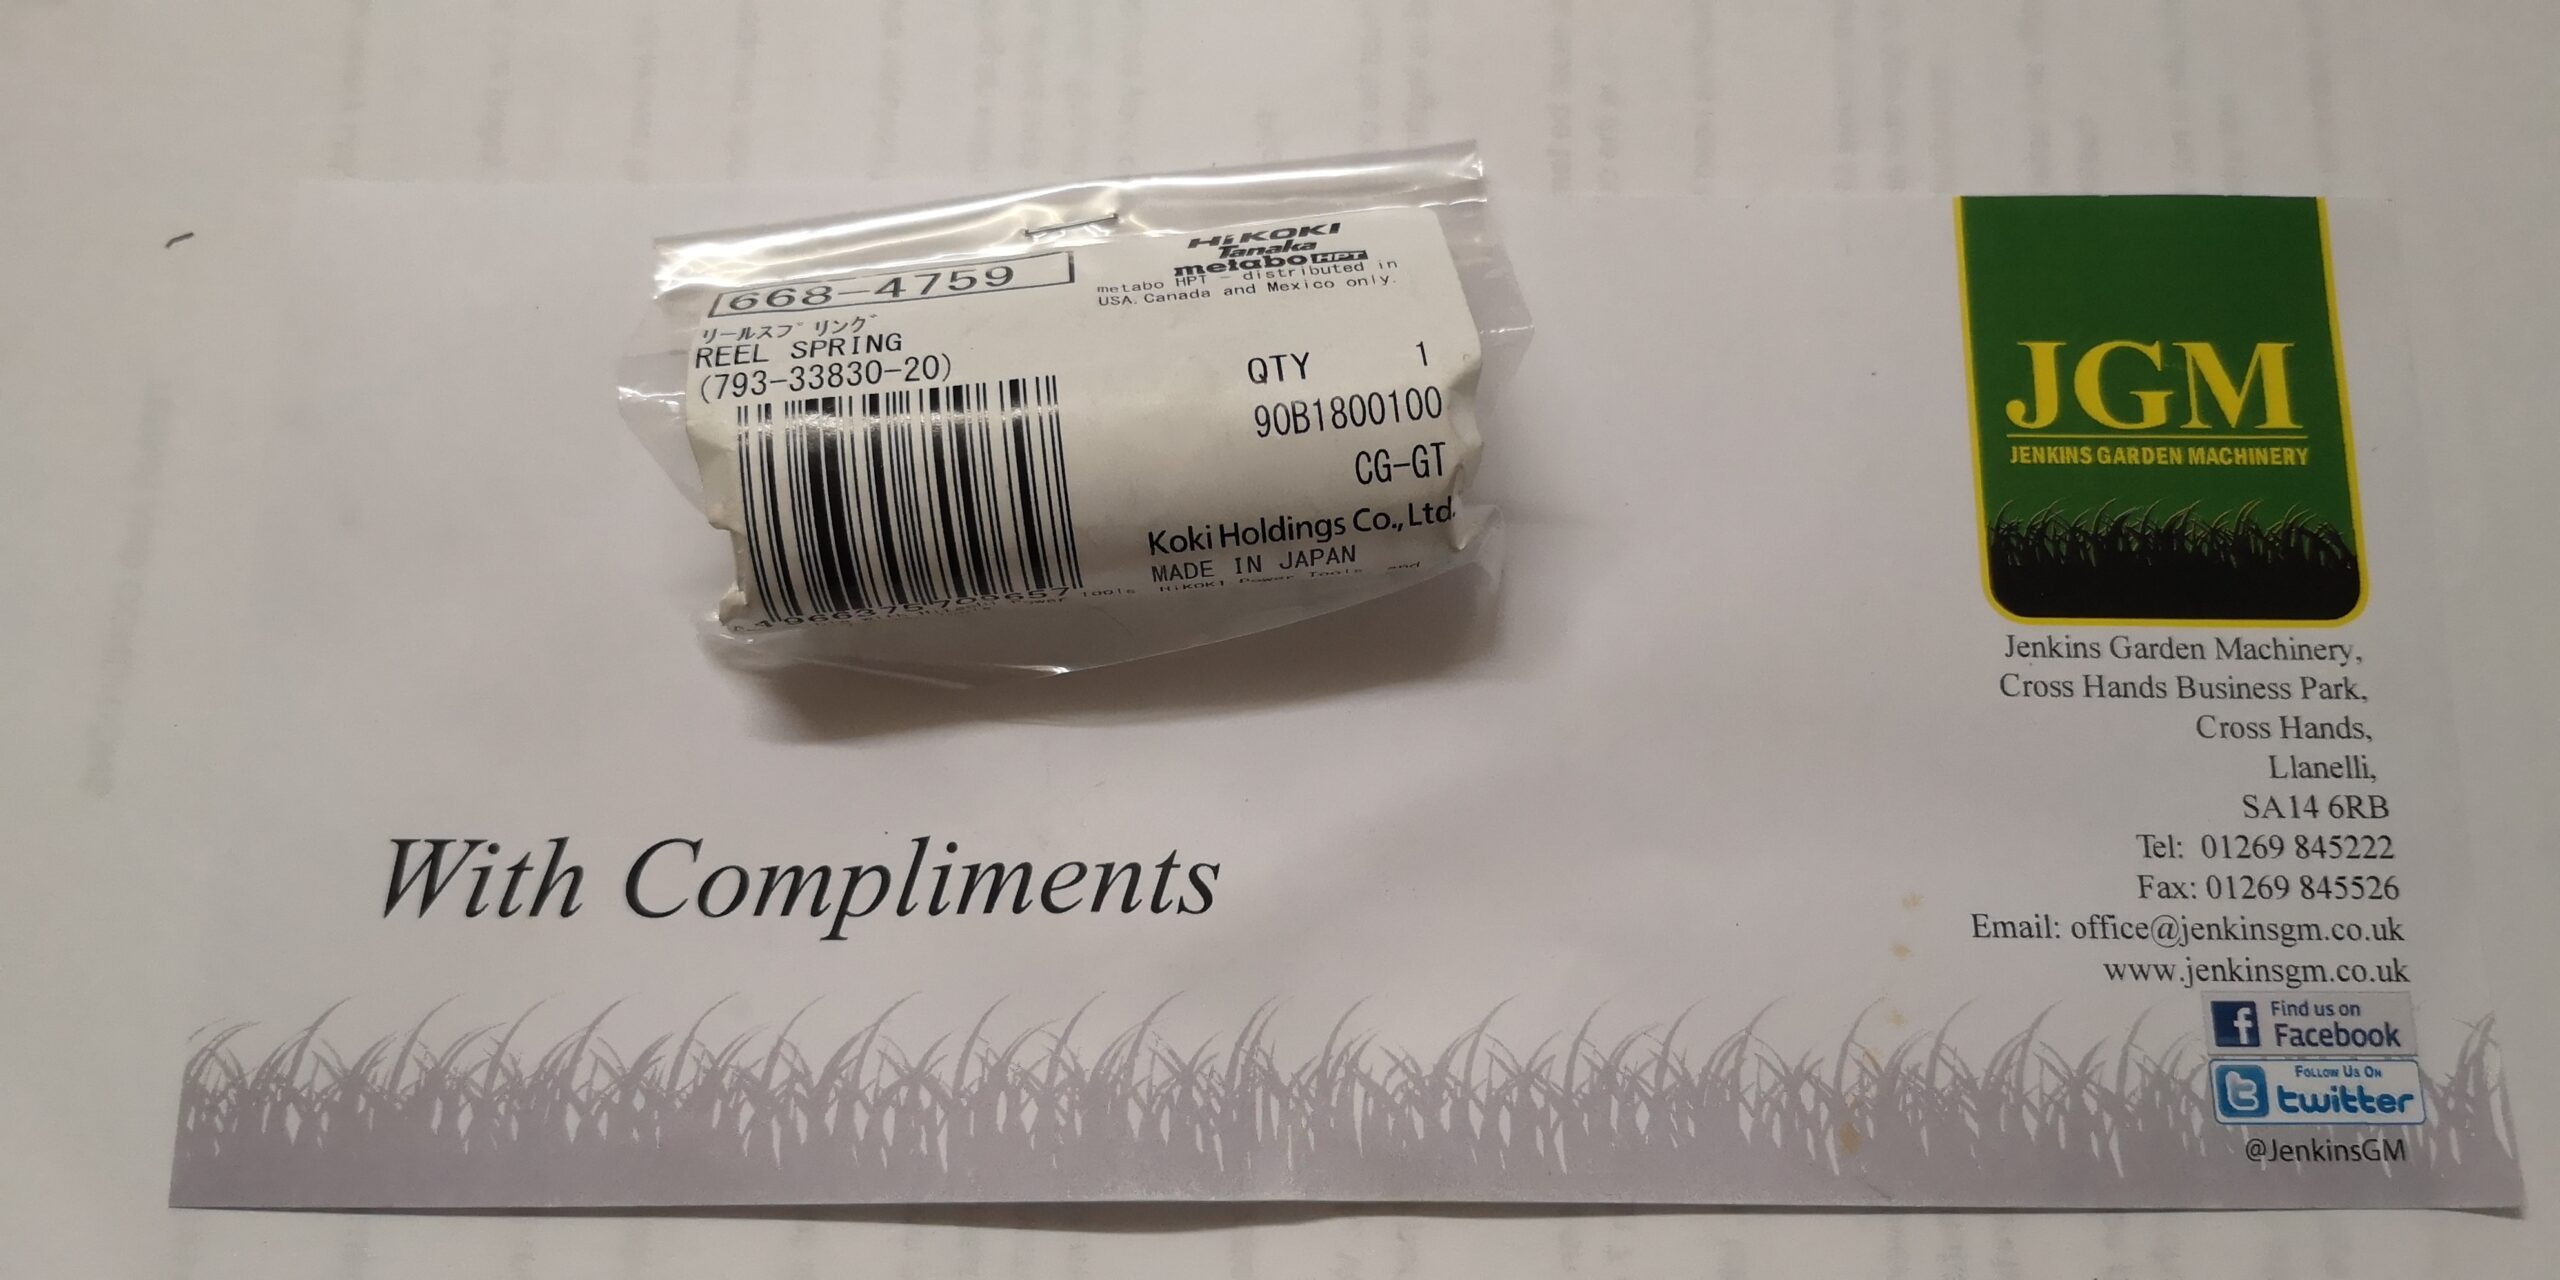 668-4759
リールスプリング
REEL SPRING
(793-33830-20)
HiKOKI
Tanaka
metabo HPT
metabo HPT - distributed in
USA, Canada and Mexico only.
QTY 1
90B1800100
CG-GT
Koki Holdings Co., Ltd.
MADE IN JAPAN
With Compliments
JGM
JENKINS GARDEN MACHINERY
Jenkins Garden Machinery,
Cross Hands Business Park,
Cross Hands,
Llanelli,
SA14 6RB
Tel: 01269 845222
Fax: 01269 845526
Email: office@jenkinsgm.co.uk
www.jenkinsgm.co.uk
Find us on
Facebook
Follow Us On
twitter
@JenkinsGM